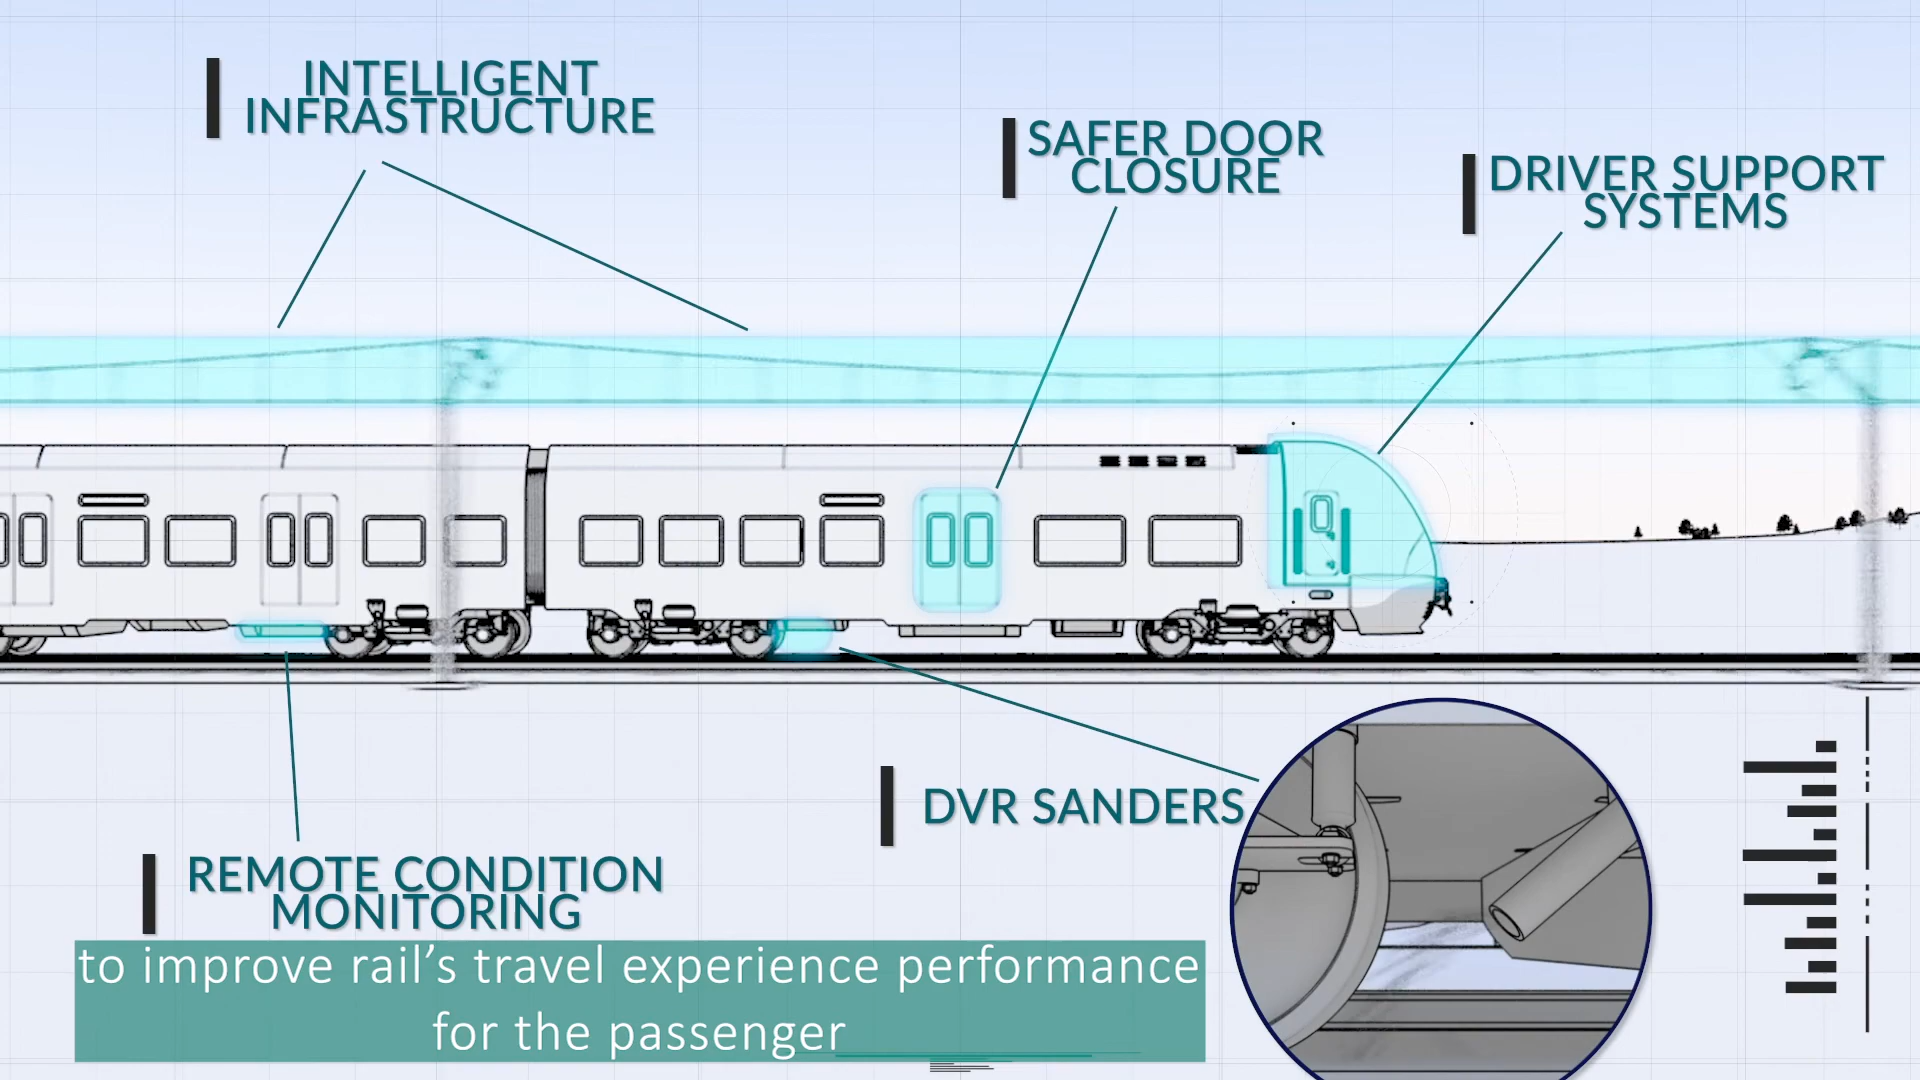 INTELLIGENT
INFRASTRUCTURE
SAFER DOOR
CLOSURE
DRIVER SUPPORT
SYSTEMS
DVR SANDERS
REMOTE CONDITION
MONITORING
to improve rail’s travel experience performance
for the passenger